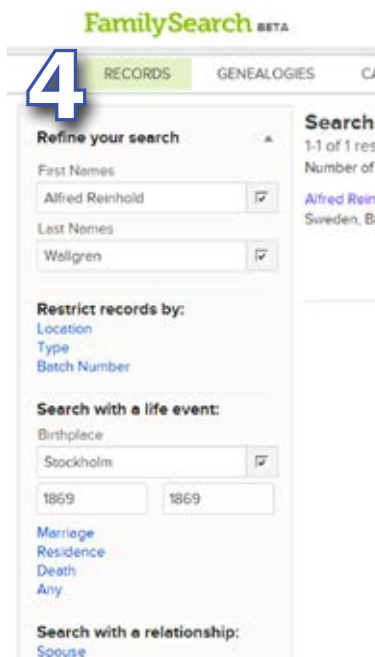 FamilySearch BETA
4
RECORDS GENEALOGIES
Refine your search
First Names
Alfred Reinhold
Last Names
Wallgren
Restrict records by:
Location
Type
Batch Number
Search with a life event:
Birthplace
Stockholm
1869 1869
Marriage
Residence
Death
Any
Search with a relationship:
Spouse
Search
1-1 of 1 res
Number of
Alfred Rein
Sweden, Ba